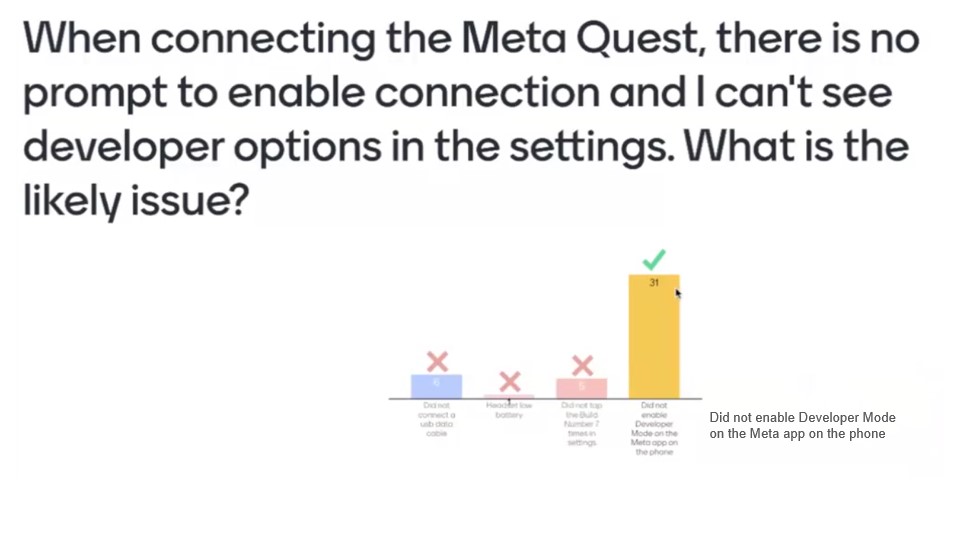 When connecting the Meta Quest, there is no
prompt to enable connection and I can't see
developer options in the settings. What is the
likely issue?
31
6
5
1
Did not
connect a
usb data
cable
Headset low
battery
Did not tap
the Build
Number 7
times in
settings
Did not
enable
Developer
Mode on the
Meta app on
the phone
Did not enable Developer Mode
on the Meta app on the phone